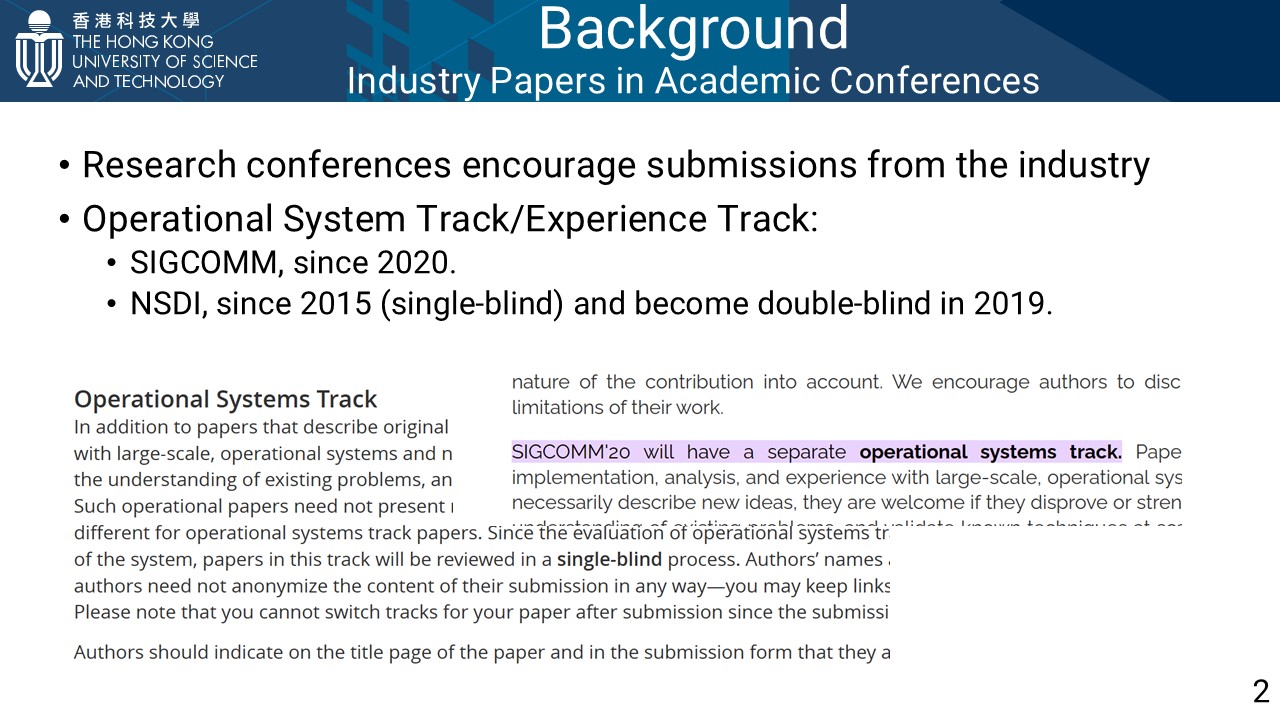 香港科技大學
THE HONG KONG
UNIVERSITY OF SCIENCE
AND TECHNOLOGY
Background
Industry Papers in Academic Conferences
• Research conferences encourage submissions from the industry
• Operational System Track/Experience Track:
• SIGCOMM, since 2020.
• NSDI, since 2015 (single-blind) and become double-blind in 2019.
Operational Systems Track
In addition to papers that describe original
with large-scale, operational systems and n
the understanding of existing problems, an
Such operational papers need not present
different for operational systems track papers. Since the evaluation of operational systems tr
of the system, papers in this track will be reviewed in a single-blind process. Authors’ names
authors need not anonymize the content of their submission in any way—you may keep links
Please note that you cannot switch tracks for your paper after submission since the submissi
Authors should indicate on the title page of the paper and in the submission form that they a
nature of the contribution into account. We encourage authors to disc
limitations of their work.
SIGCOMM'20 will have a separate operational systems track. Pape
implementation, analysis, and experience with large-scale, operational sys
necessarily describe new ideas, they are welcome if they disprove or stren
understanding of existing problems, and validate known techniques at
2